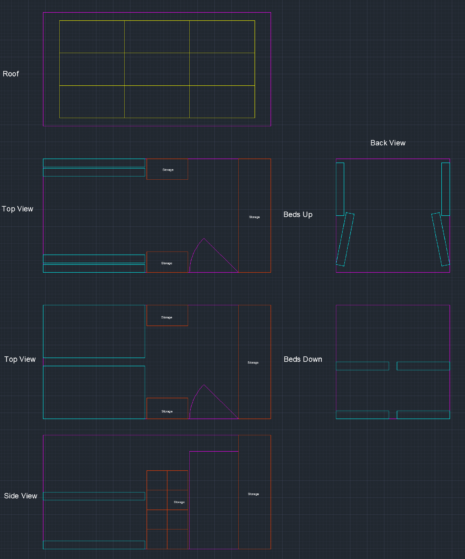 Roof
Back View
Storage
Top View
Storage
Beds Up
Storage
Storage
Top View
Storage
Beds Down
Storage
Side View
Storage
Storage